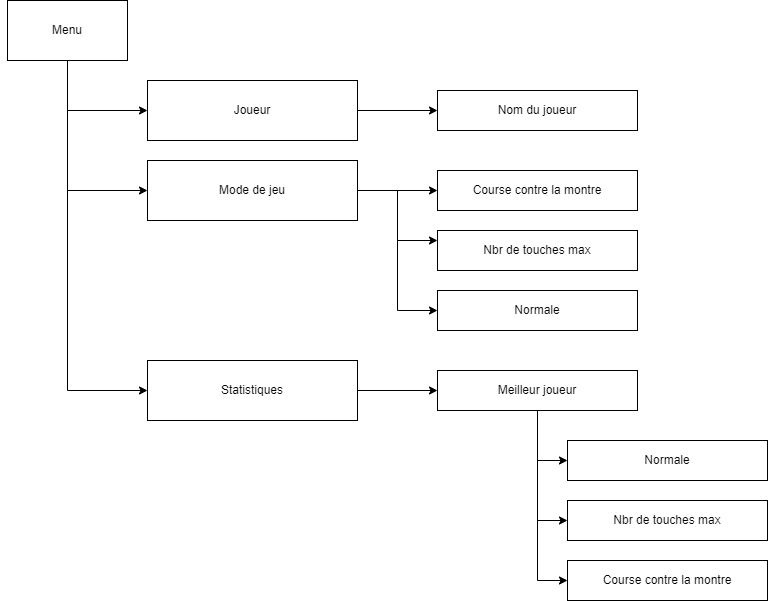 Menu
Joueur
Nom du joueur
Mode de jeu
Course contre la montre
Nbr de touches max
Normale
Statistiques
Meilleur joueur
Normale
Nbr de touches max
Course contre la montre